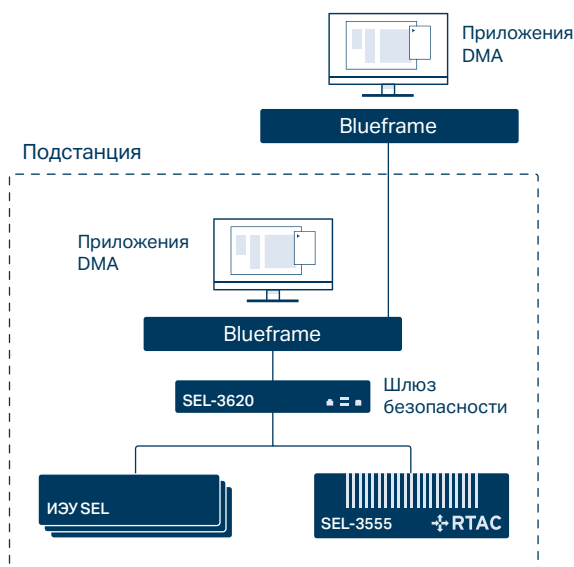 Приложения
DMA
Blueframe
Подстанция
Приложения
DMA
Blueframe
SEL-3620
Шлюз
безопасности
ИЭУ SEL
SEL-3555
RTAC